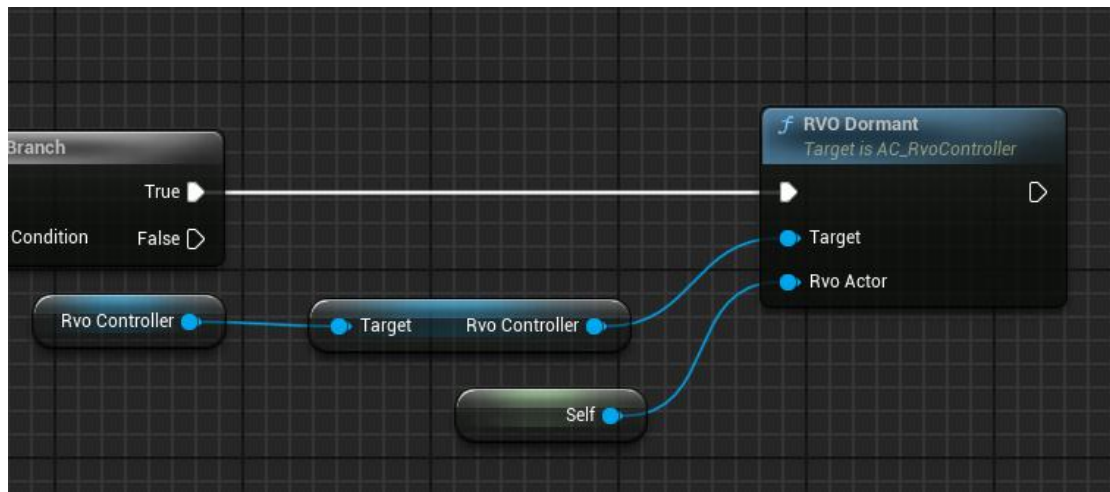 Branch
True
Condition False
Rvo Controller
Target Rvo Controller
Self
f RVO Dormant
Target is AC_RvoController
Target
Rvo Actor